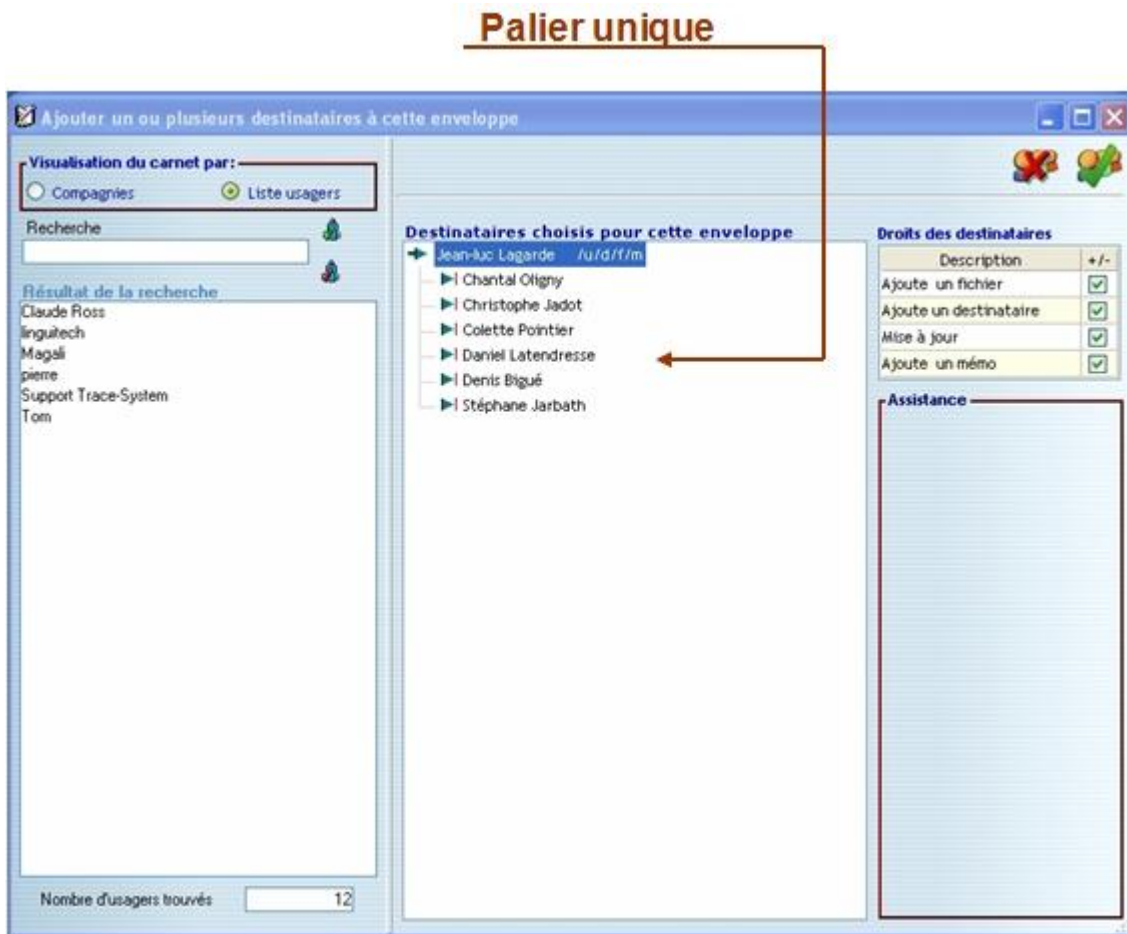 Palier unique
Ajouter un ou plusieurs destinataires à cette enveloppe
Visualisation du carnet par:
Compagnies
Liste usagers
Recherche
Résultat de la recherche
Claude Ross
linguitech
Magali
pierre
Support Trace-System
Tom
Nombre d'usagers trouvés
12
Destinataires choisis pour cette enveloppe
Jean-luc Lagarde /u/d/f/m
Chantal Oligny
Christophe Jadot
Colette Pointier
Daniel Latendresse
Denis Bigué
Stéphane Jarbath
Droits des destinataires
Description +/-
Ajoute un fichier
Ajoute un destinataire
Mise à jour
Ajoute un mémo
Assistance